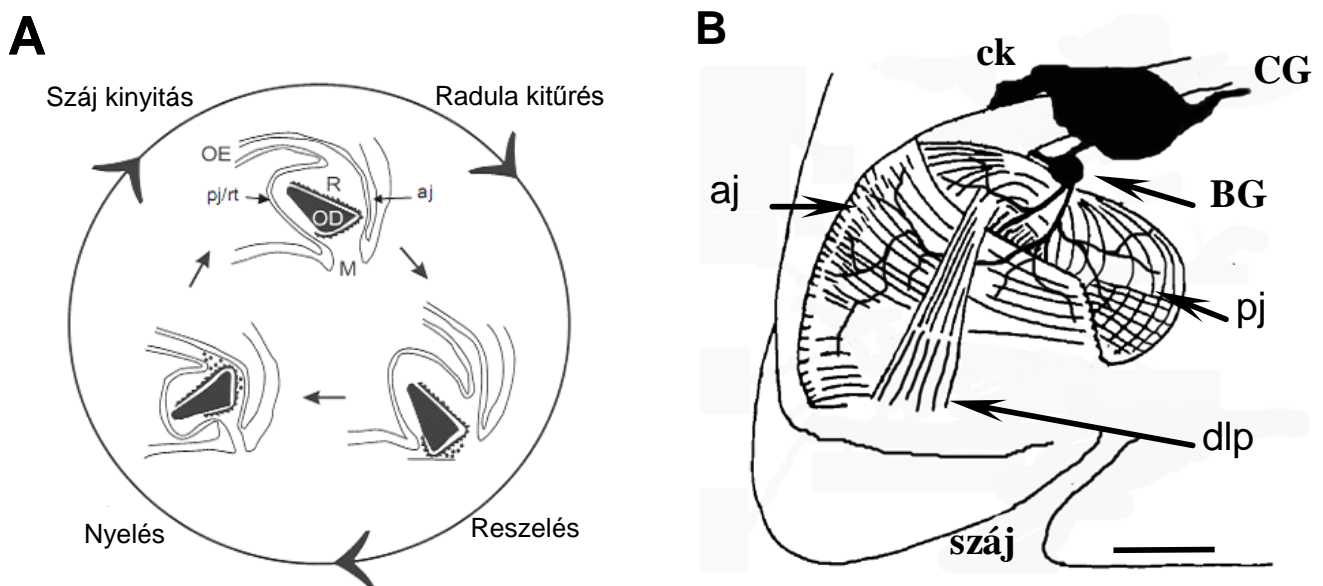 A
Száj kinyitás
Radula kitűrés
OE
pj/rt
R
aj
OD
M
Nyelés
Reszelés
B
ck
CG
aj
BG
pj
dlp
száj